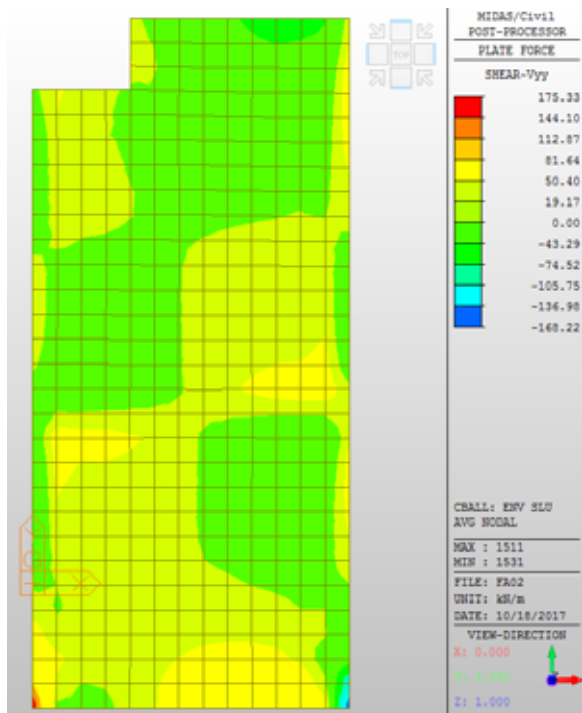 MIDAS/Civil
POST-PROCESSOR
PLATE FORCE
SHEAR-Vyy
175.33
144.10
112.87
81.64
50.40
19.17
0.00
-43.29
-74.52
-105.75
-136.98
-168.22
TOP
CBALL: ENV SLU
AVG NODAL
MAX : 1511
MIN : 1531
FILE: FA02
UNIT: kN/m
DATE: 10/18/2017
VIEW-DIRECTION
X: 0.000
Z: 1.000
X